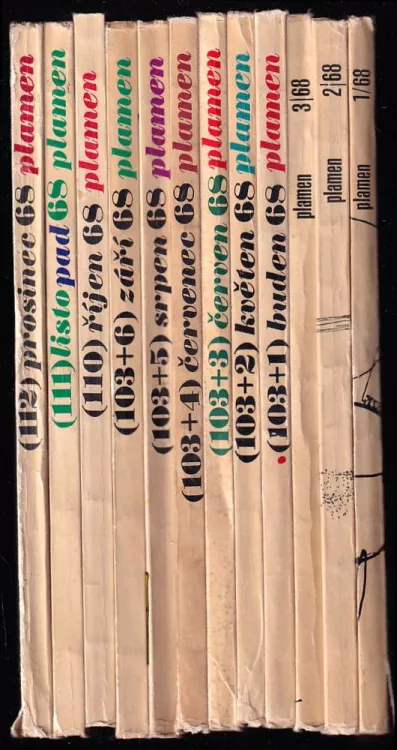 (112) prosinec 68 plamen
(111) listopad 68 plamen
(110) říjen 68 plamen
(103+6) září 68 plamen
(103+5) srpen 68 plamen
(103+4) červenec 68 plamen
(103+3) červen 68 plamen
(103+2) květen 68 plamen
(103+1) buden 68 plamen
plamen 3|68
plamen 2|68
plamen 1/68